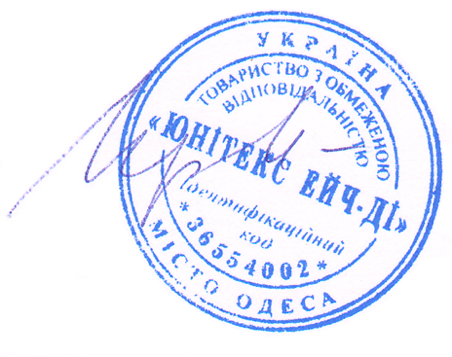 УКРАЇНА
ТОВАРИСТВО З ОБМЕЖЕНОЮ
ВІДПОВІДАЛЬНІСТЮ
«ЮНІТЕКС ЕЙЧ-ДІ»
Ідентифікаційний
код
*36554002*
МІСТО ОДЕСА